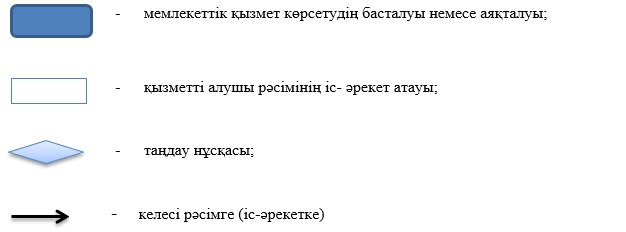 - мемлекеттік қызмет көрсетудің басталуы немесе аяқталуы;
- қызметті алушы рәсімінің іс- әрекет атауы;
- таңдау нұсқасы;
- келесі рәсімге (іс-әрекетке)